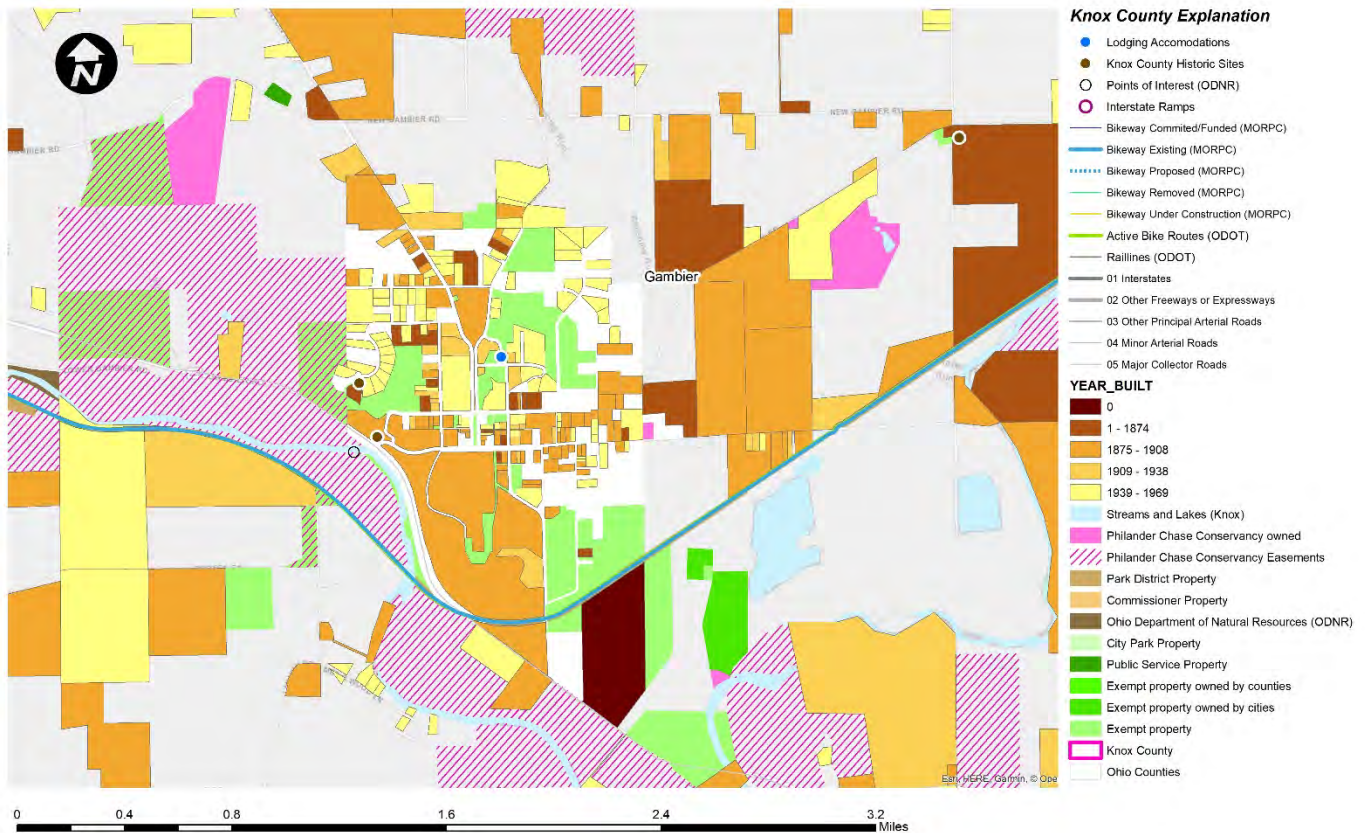 N
NEW GAMBIER RD
NEW GAMBIER RD
GAMBIER RD
Gambier
Knox County Explanation
Lodging Accomodations
Knox County Historic Sites
Points of Interest (ODNR)
Interstate Ramps
Bikeway Commited/Funded (MORPC)
Bikeway Existing (MORPC)
Bikeway Proposed (MORPC)
Bikeway Removed (MORPC)
Bikeway Under Construction (MORPC)
Active Bike Routes (ODOT)
Raillines (ODOT)
01 Interstates
02 Other Freeways or Expressways
03 Other Principal Arterial Roads
04 Minor Arterial Roads
05 Major Collector Roads
YEAR_BUILT
0
1 - 1874
1875 - 1908
1909 - 1938
1939 - 1969
Streams and Lakes (Knox)
Philander Chase Conservancy owned
Philander Chase Conservancy Easements
Park District Property
Commissioner Property
Ohio Department of Natural Resources (ODNR)
City Park Property
Public Service Property
Exempt property owned by counties
Exempt property owned by cities
Exempt property
Knox County
Ohio Counties
Esri, HERE, Garmin, © Ope
0 0.4 0.8 1.6 2.4 3.2
Miles